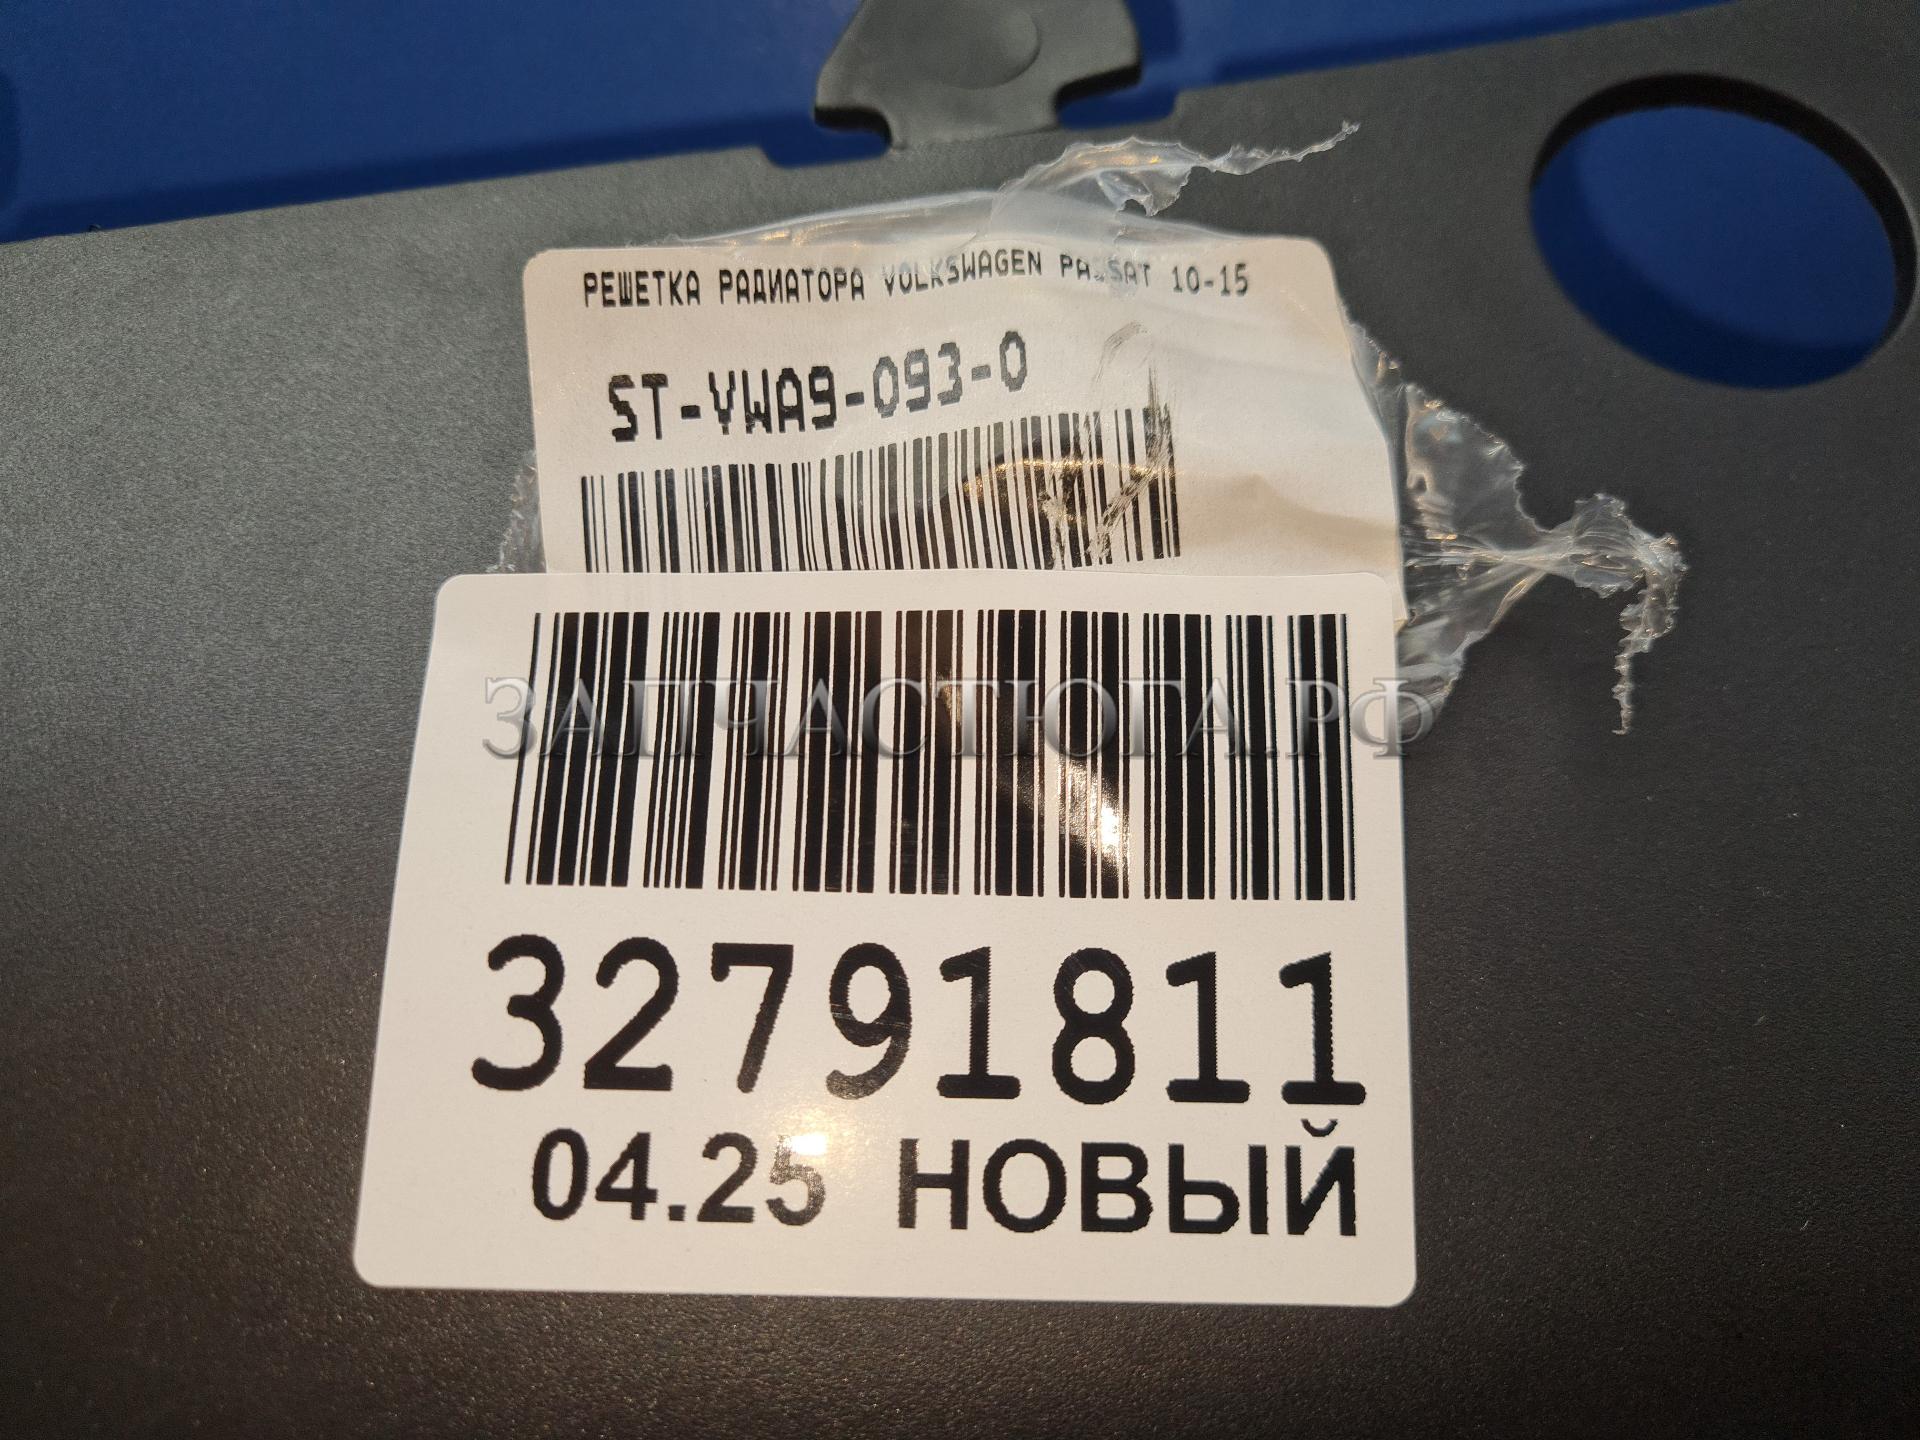 РЕШЕТКА РАДИАТОРА VOLKSWAGEN PASSAT 10-15
ST-VWA9-093-0
ЗАПЧАСТЮГА.РФ
32791811
04.25 НОВЫЙ